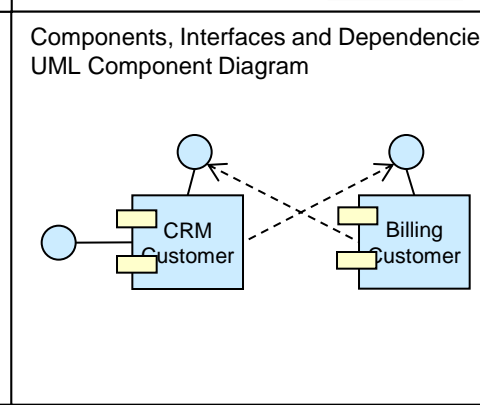 Components, Interfaces and Dependencie
UML Component Diagram
CRM
Customer
Billing
Customer